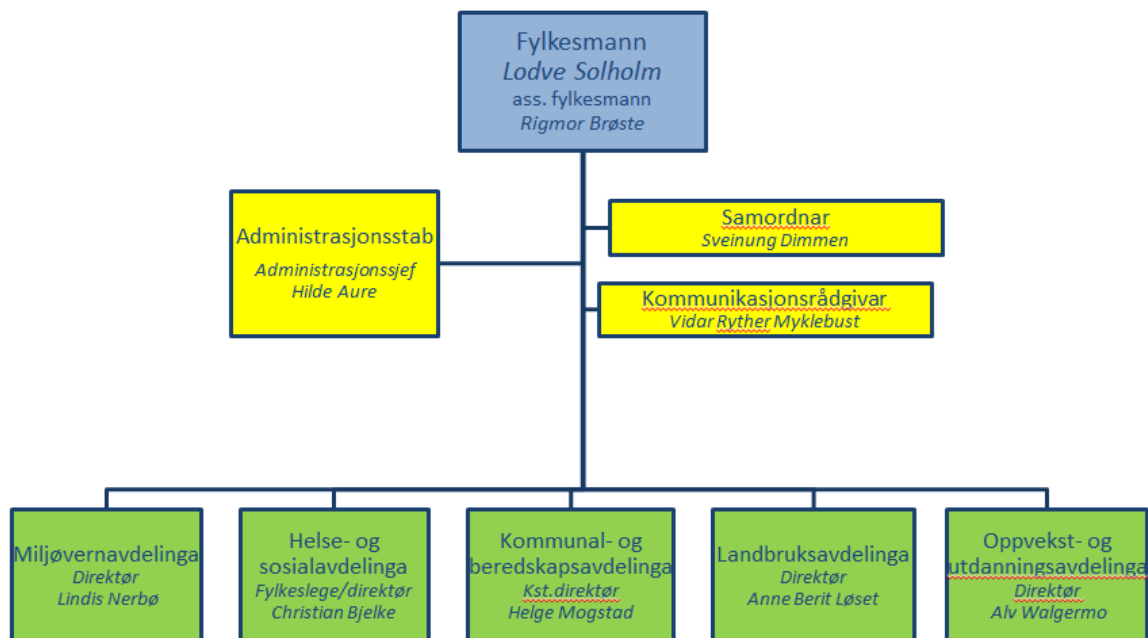 Fylkesmann
Lodve Solholm
ass. fylkesmann
Rigmor Brøste
Administrasjonsstab
Administrasjonssjef
Hilde Aure
Samordnar
Sveinung Dimmen
Kommunikasjonsrådgivar
Vidar Ryther Myklebust
Miljøvernavdelinga
Direktør
Lindis Nerbø
Helse- og
sosialavdelinga
Fylkeslege/direktør
Christian Bjelke
Kommunal- og
beredskapsavdelinga
Kst.direktør
Helge Mogstad
Landbruksavdelinga
Direktør
Anne Berit Løset
Oppvekst- og
utdanningsavdelinga
Direktør
Alv Walgermo